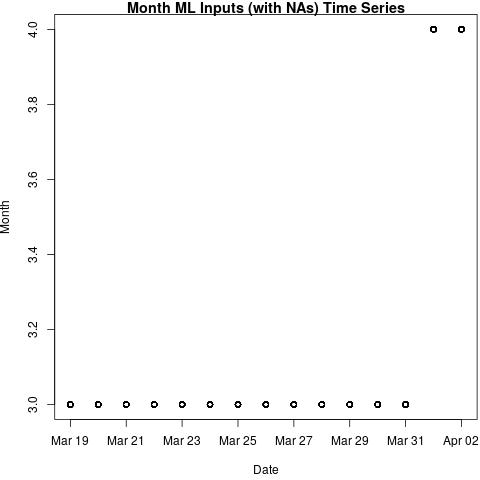 Month ML Inputs (with NAs) Time Series
4.0
3.8
3.6
3.4
3.2
3.0
Month
Mar 19 Mar 21 Mar 23 Mar 25 Mar 27 Mar 29 Mar 31 Apr 02
Date